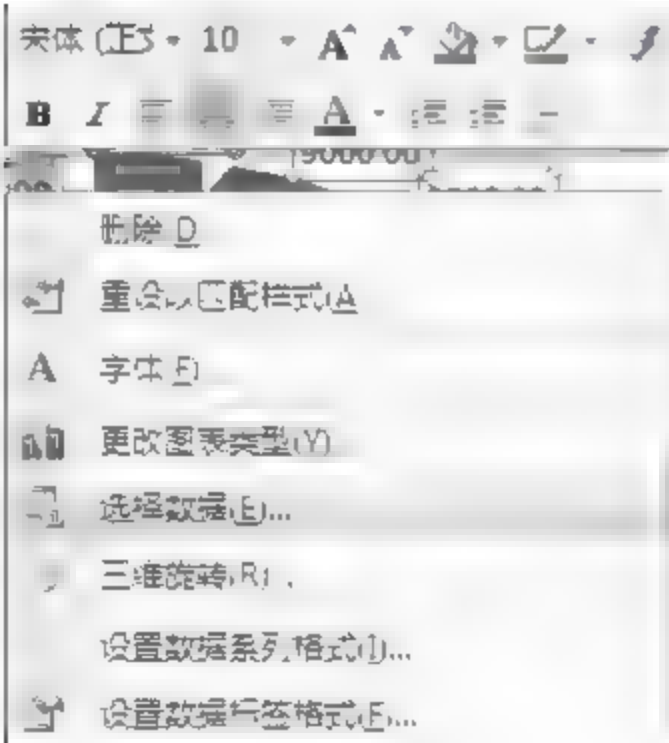 宋体 (正文 10 A A
B I A
9000.00
删除 D
重设以匹配样式(A
A 字体 F)
更改图表类型(Y)
选择数据(E)...
三维旋转(R)
设置数据系列格式(I)...
设置数据标签格式(F)...